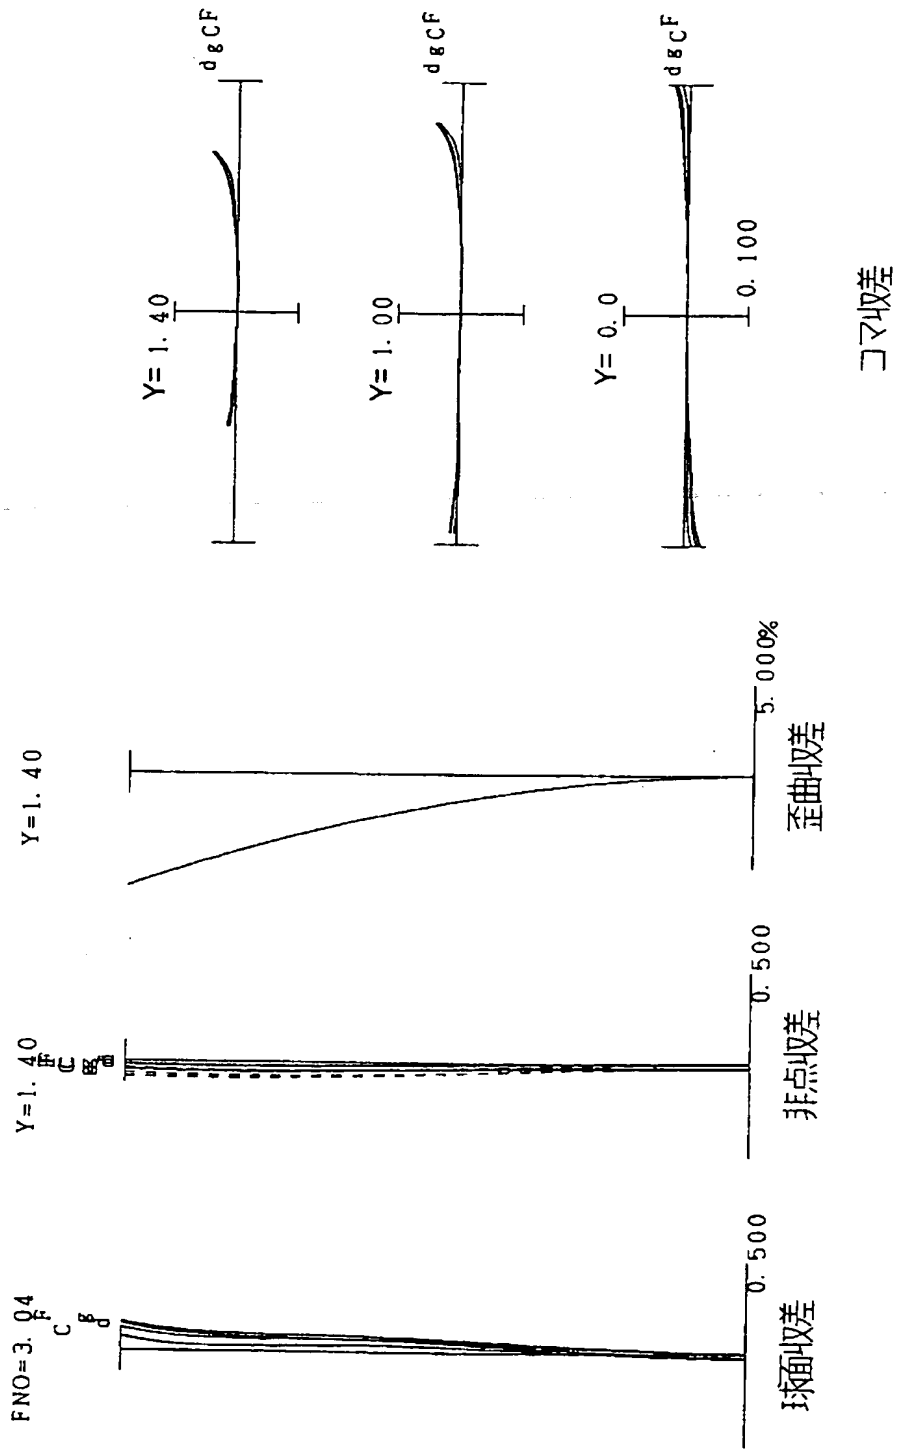 FNO=3.04
F
C
g
d
0.500
球面収差
Y=1.40
F
C
g
d
0.500
非点収差
Y=1.40
5.000%
歪曲収差
Y=1.40
dgCF
Y=1.00
dgCF
Y=0.0
dgCF
0.100
コマ収差